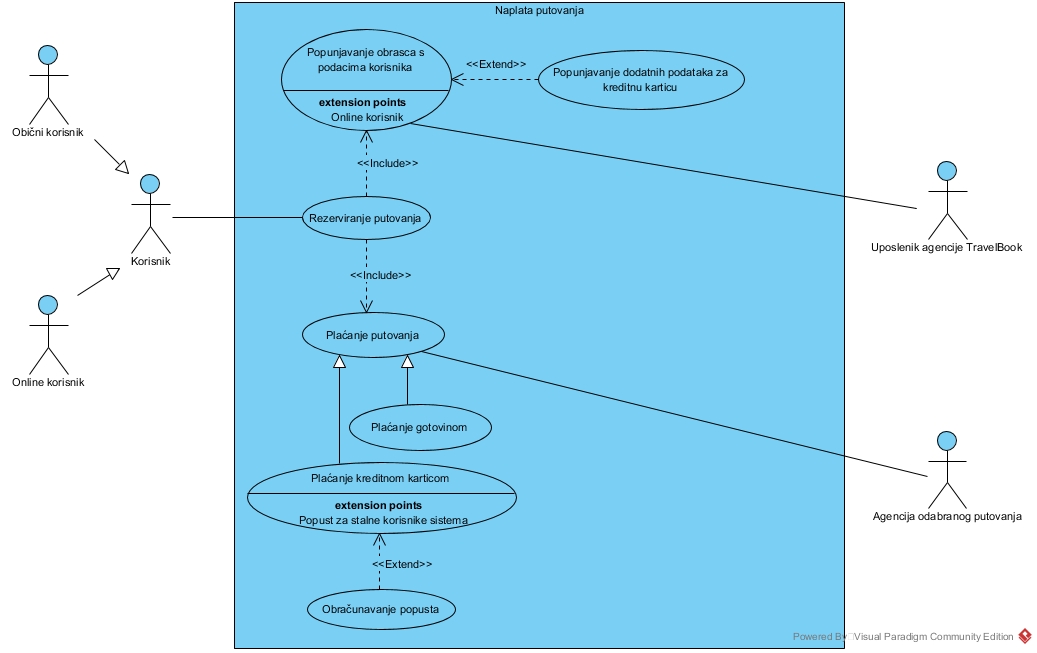 Naplata putovanja
Popunjavanje obrasca s
podacima korisnika
extension points
Online korisnik
<<Extend>>
Popunjavanje dodatnih podataka za
kreditnu karticu
Obični korisnik
<<Include>>
Korisnik
Rezerviranje putovanja
Uposlenik agencije TravelBook
<<Include>>
Online korisnik
Plaćanje putovanja
Plaćanje gotovinom
Plaćanje kreditnom karticom
extension points
Popust za stalne korisnike sistema
Agencija odabranog putovanja
<<Extend>>
Obračunavanje popusta
Powered By Visual Paradigm Community Edition